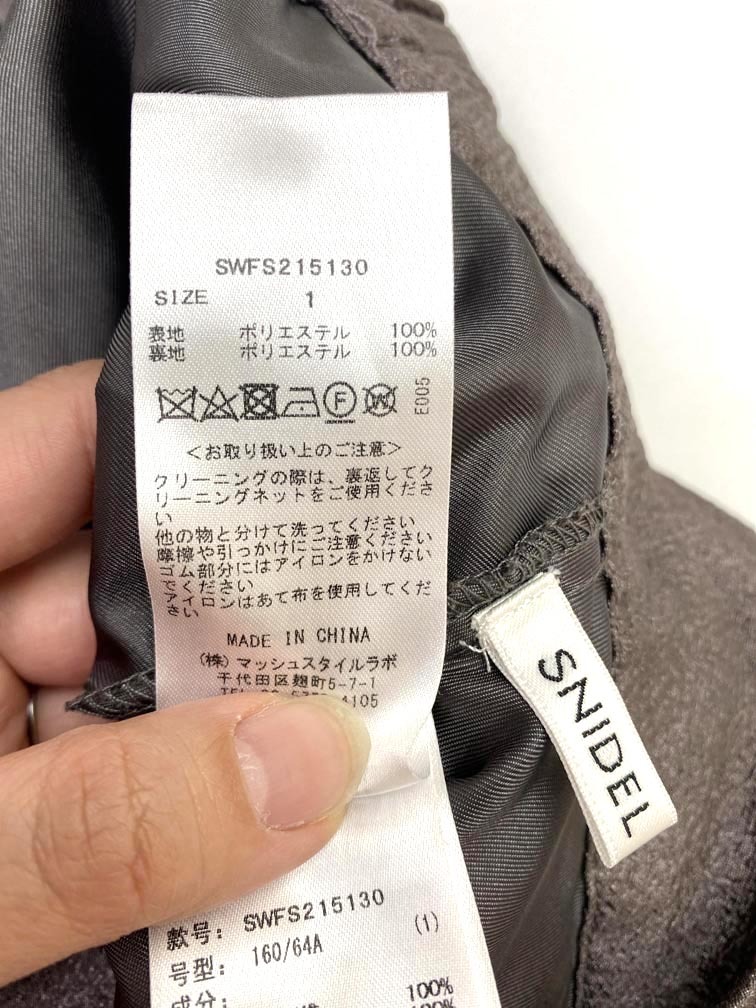 SWFS215130
SIZE 1
表地 ポリエステル 100%
裏地 ポリエステル 100%
F W E005
<お取り扱い上のご注意>
クリーニングの際は、裏返してク
リーニングネットをご使用くださ
い
他の物と分けて洗ってください
摩擦や引っかけにご注意ください
ゴム部分にはアイロンをかけない
でください
アイロンはあて布を使用してくだ
さい
MADE IN CHINA
(株)マッシュスタイルラボ
千代田区麹町5-7-1
TEL 4105
SNIDEL
款号: SWFS215130
号型: 160/64A (1)
成分: 100%
100%